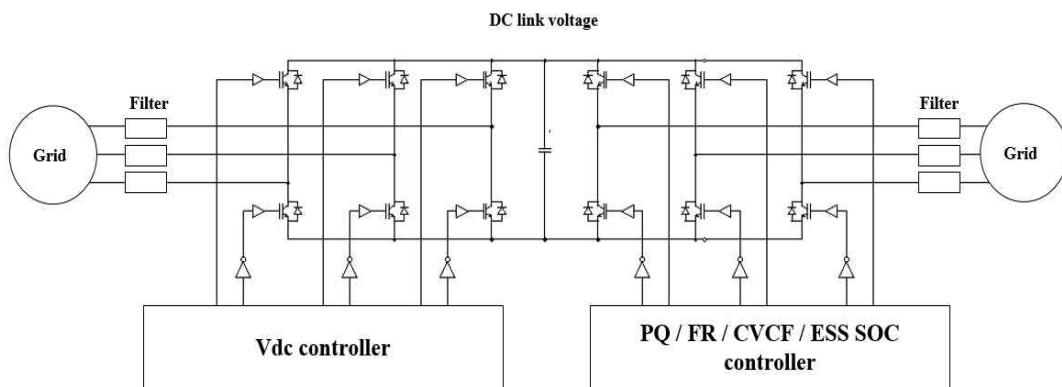 DC link voltage
Filter
Filter
Grid
Grid
Vdc controller
PQ / FR / CVCF / ESS SOC
controller